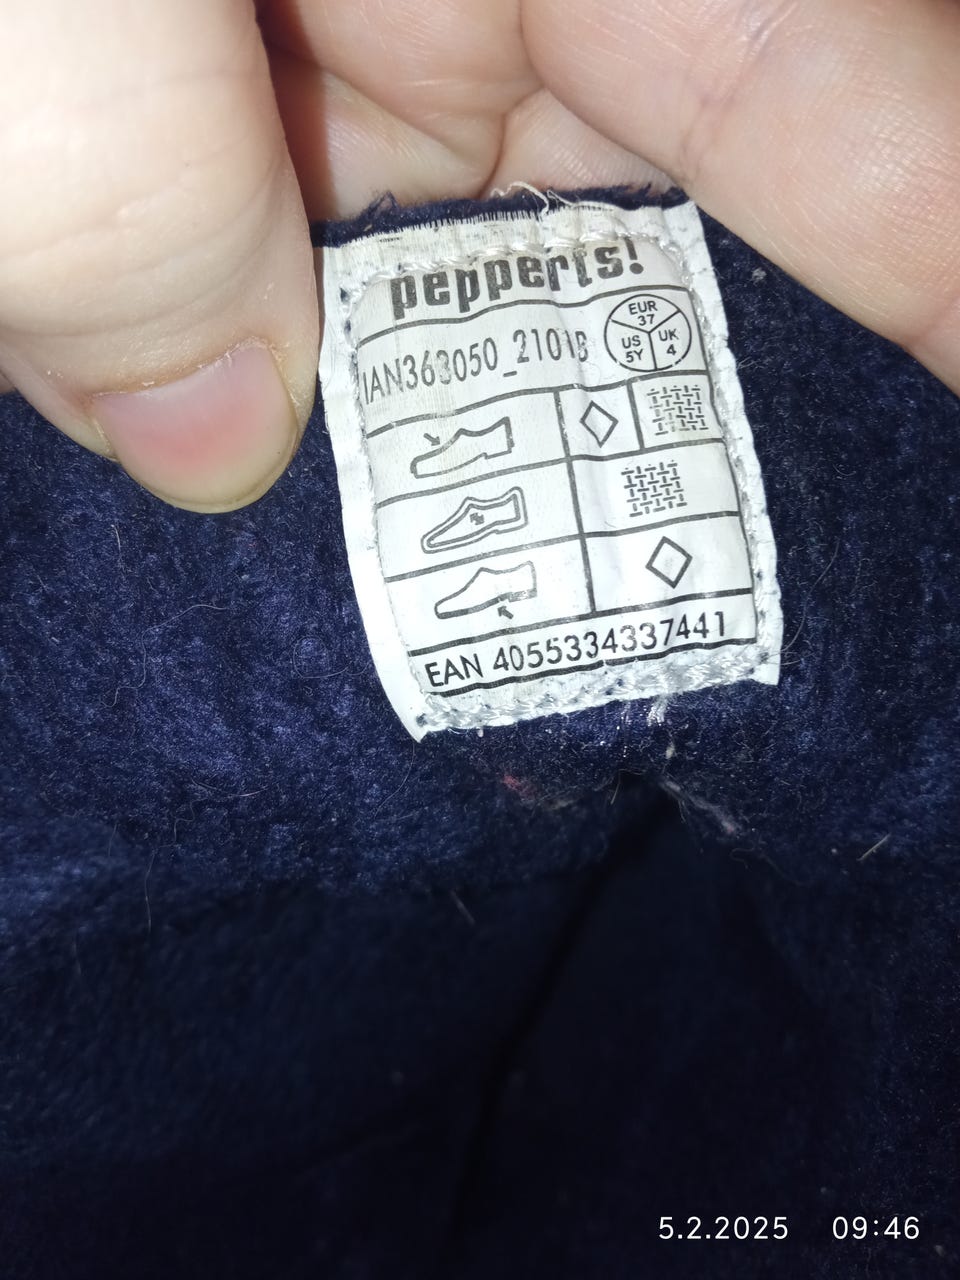 pepperts!
IAN363050_2101B
EUR
37
US
5Y
UK
4
EAN 4055334337441
5.2.2025 09:46